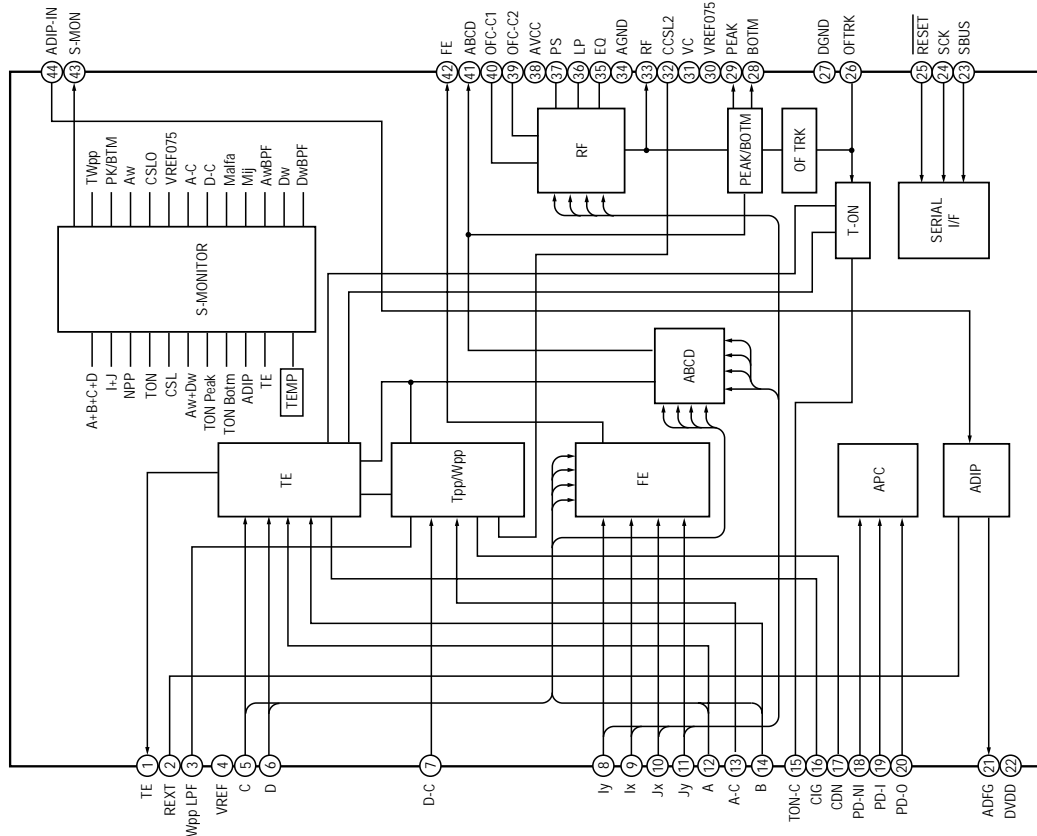 44 ADIP-IN
43 S-MON
42 FE
41 ABCD
40 OFC-C1
39 OFC-C2
38 AVCC
37 PS
36 LP
35 EQ
34 AGND
33 RF
32 CCSL2
31 VC
30 VREF075
29 PEAK
28 BOTM
27 DGND
26 OFTRK
25 RESET
24 SCK
23 SBUS
TWpp
PK/BTM
Aw
CSLO
VREF075
A-C
D-C
Malfa
Mij
AwBPF
Dw
DwBPF
S-MONITOR
A+B+C+D
I+J
NPP
TON
CSL
Aw+Dw
TON Peak
TON Botm
ADIP
TE
TEMP
RF
PEAK/BOTM
OF TRK
T-ON
SERIAL
I/F
ABCD
TE
Tpp/Wpp
FE
APC
ADIP
1 TE
2 REXT
3 Wpp LPF
4 VREF
5 C
6 D
7 D-C
8 Iy
9 Ix
10 Jx
11 Jy
12 A
13 A-C
14 B
15 TON-C
16 CIG
17 CDN
18 PD-NI
19 PD-I
20 PD-O
21 ADFG
22 DVDD